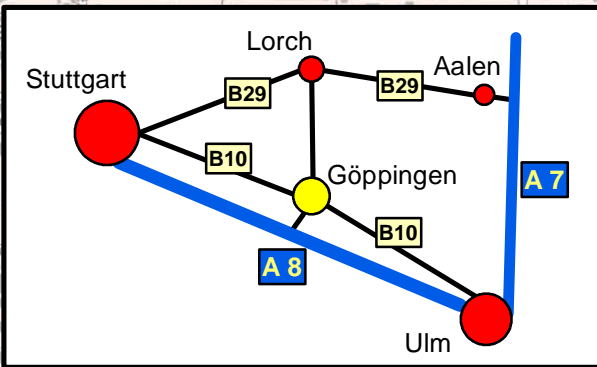 Lorch
Aalen
Stuttgart
B29
B29
B10
Göppingen
A 7
B10
A 8
Ulm